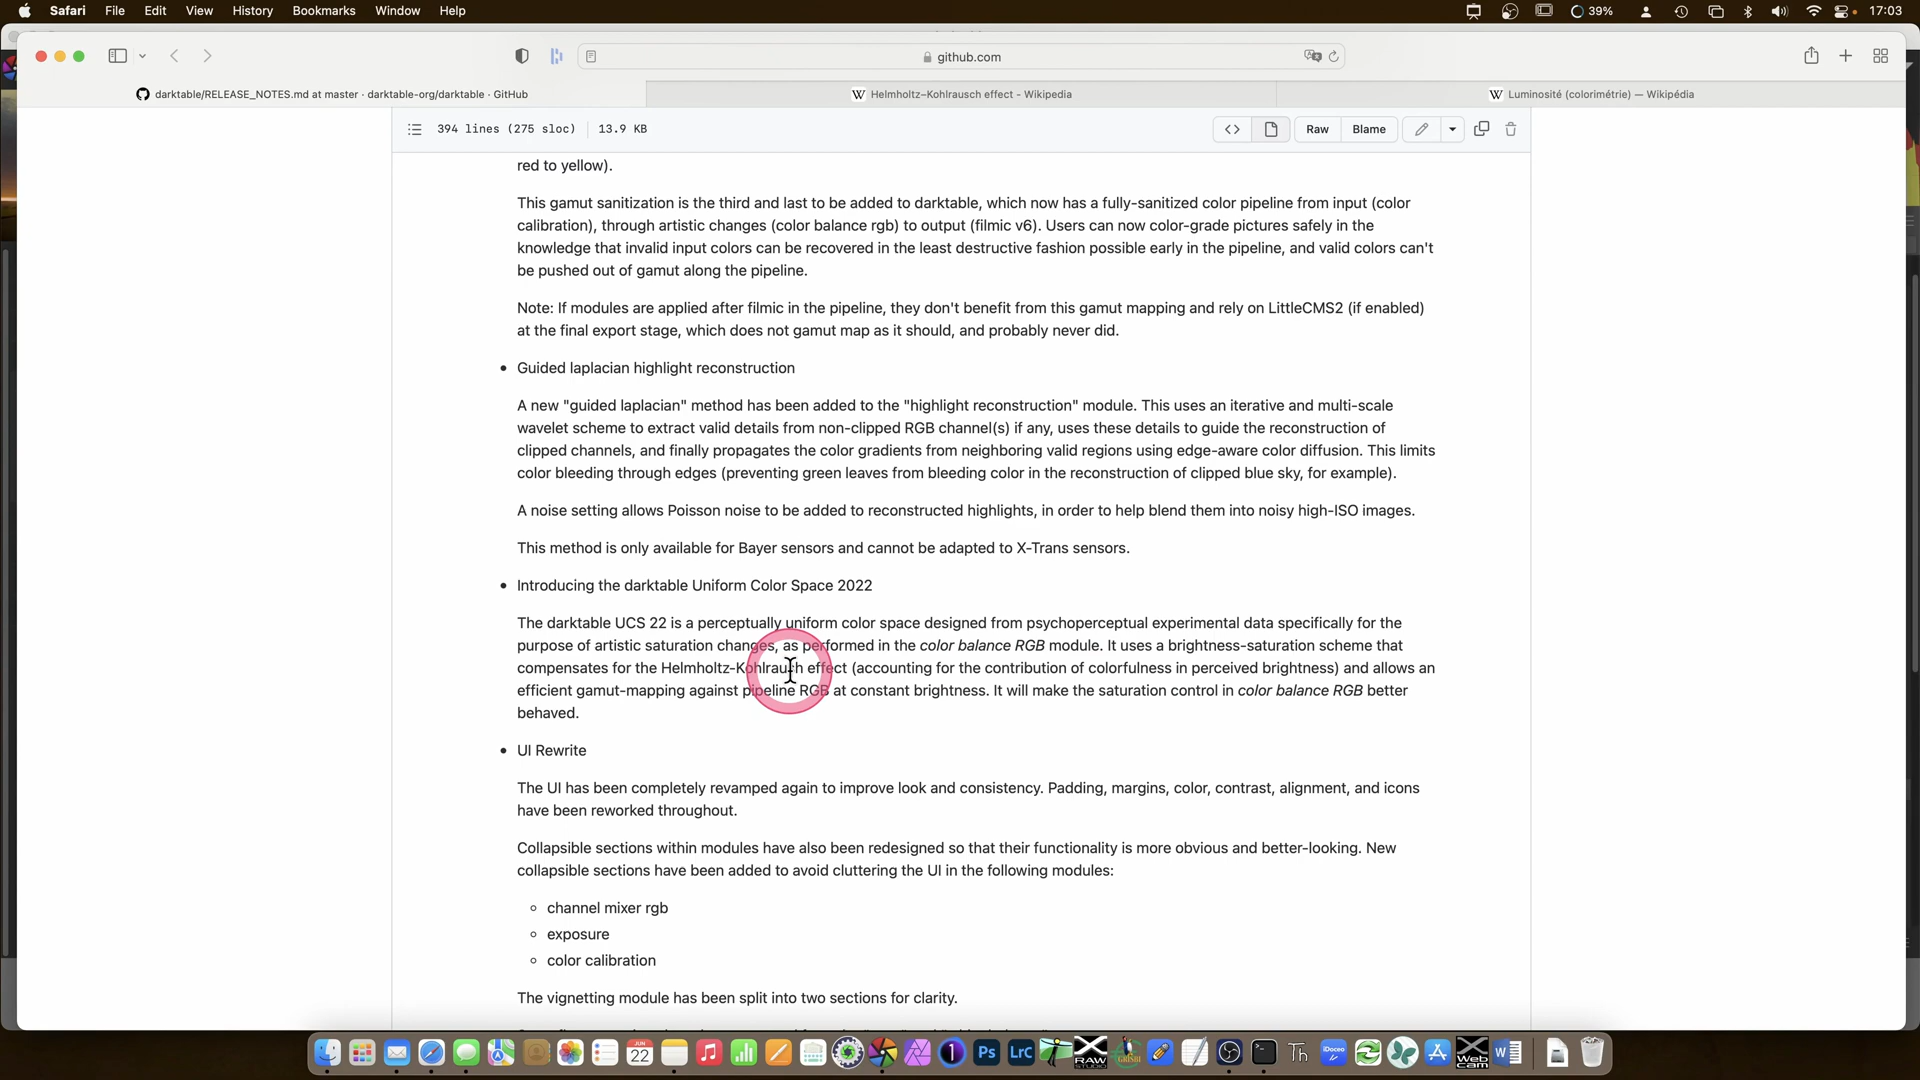 Safari File Edit View History Bookmarks Window Help 39% 17:03
github.com
darktable/RELEASE_NOTES.md at master · darktable-org/darktable · GitHub
Helmholtz–Kohlrausch effect - Wikipedia
Luminosité (colorimétrie) — Wikipédia
394 lines (275 sloc) 13.9 KB
Raw Blame
red to yellow).
This gamut sanitization is the third and last to be added to darktable, which now has a fully-sanitized color pipeline from input (color
calibration), through artistic changes (color balance rgb) to output (filmic v6). Users can now color-grade pictures safely in the
knowledge that invalid input colors can be recovered in the least destructive fashion possible early in the pipeline, and valid colors can't
be pushed out of gamut along the pipeline.
Note: If modules are applied after filmic in the pipeline, they don't benefit from this gamut mapping and rely on LittleCMS2 (if enabled)
at the final export stage, which does not gamut map as it should, and probably never did.
• Guided laplacian highlight reconstruction
A new "guided laplacian" method has been added to the "highlight reconstruction" module. This uses an iterative and multi-scale
wavelet scheme to extract valid details from non-clipped RGB channel(s) if any, uses these details to guide the reconstruction of
clipped channels, and finally propagates the color gradients from neighboring valid regions using edge-aware color diffusion. This limits
color bleeding through edges (preventing green leaves from bleeding color in the reconstruction of clipped blue sky, for example).
A noise setting allows Poisson noise to be added to reconstructed highlights, in order to help blend them into noisy high-ISO images.
This method is only available for Bayer sensors and cannot be adapted to X-Trans sensors.
• Introducing the darktable Uniform Color Space 2022
The darktable UCS 22 is a perceptually uniform color space designed from psychoperceptual experimental data specifically for the
purpose of artistic saturation changes, as performed in the color balance RGB module. It uses a brightness-saturation scheme that
compensates for the Helmholtz-Kohlrausch effect (accounting for the contribution of colorfulness in perceived brightness) and allows an
efficient gamut-mapping against pipeline RGB at constant brightness. It will make the saturation control in color balance RGB better
behaved.
• UI Rewrite
The UI has been completely revamped again to improve look and consistency. Padding, margins, color, contrast, alignment, and icons
have been reworked throughout.
Collapsible sections within modules have also been redesigned so that their functionality is more obvious and better-looking. New
collapsible sections have been added to avoid cluttering the UI in the following modules:
◦ channel mixer rgb
◦ exposure
◦ color calibration
The vignetting module has been split into two sections for clarity.
JUN
22
Ps
LrC
RAW
Th
iDoceo
Web
cam
W